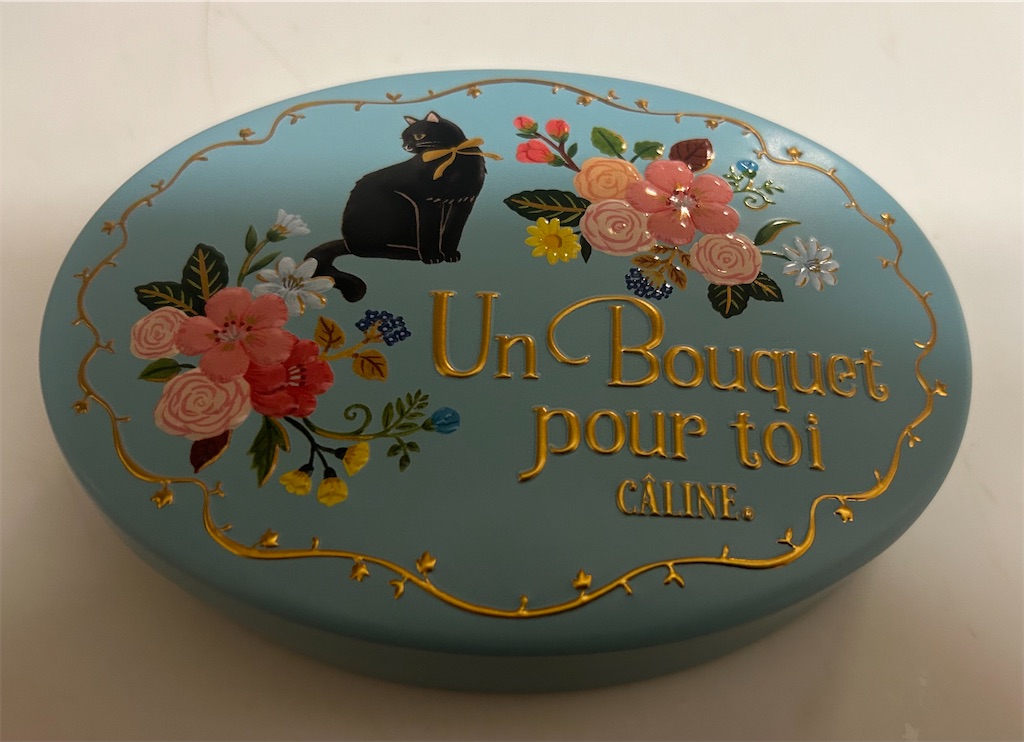 Un Bouquet
pour toi
CÂLINE.